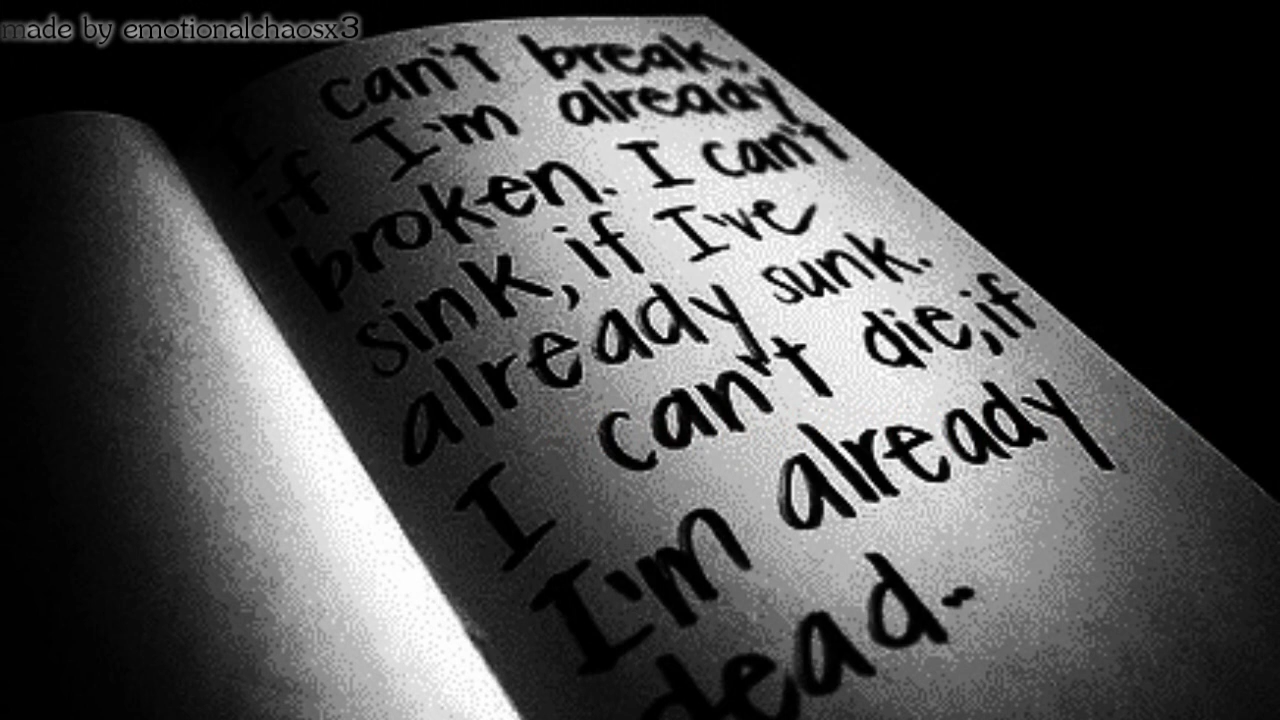 made by emotionalchaosx3
I can't break,
if I'm already
broken. I can't
sink, if I've
already sunk.
I can't die, if
I'm already
dead-